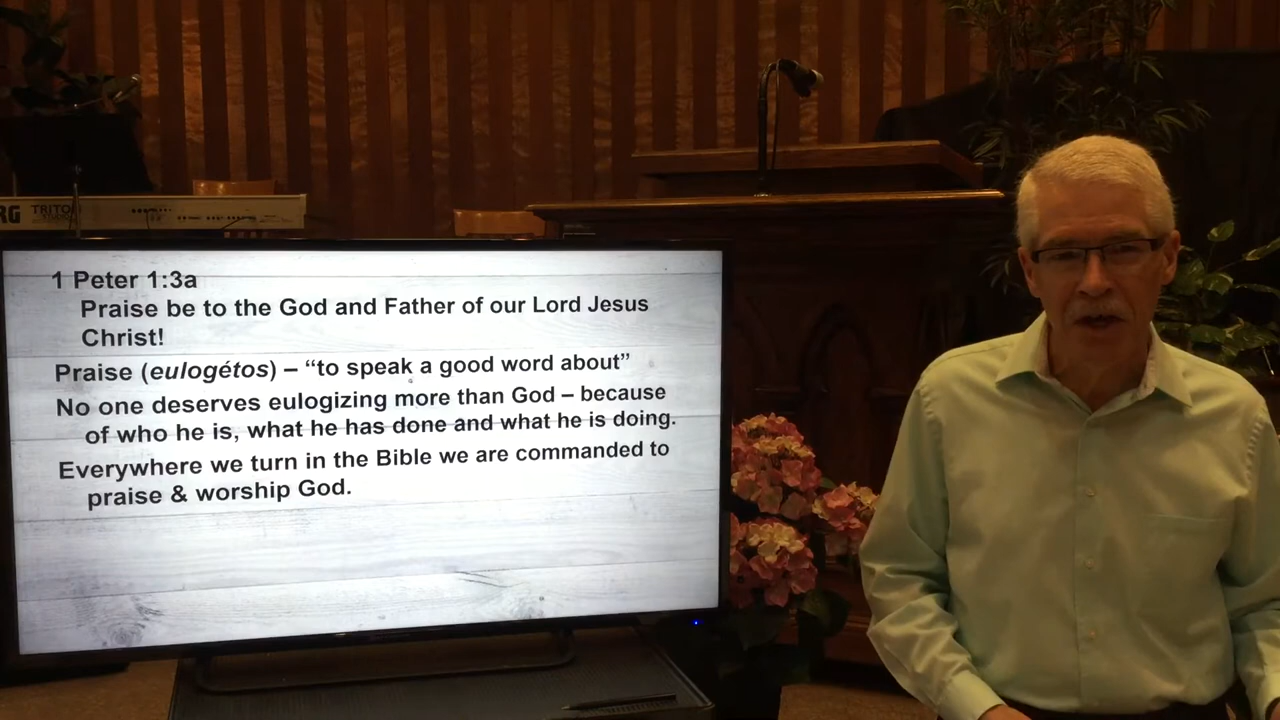 RG TRITON
1 Peter 1:3a
Praise be to the God and Father of our Lord Jesus
Christ!
Praise (eulogétos) – “to speak a good word about”
No one deserves eulogizing more than God – because
of who he is, what he has done and what he is doing.
Everywhere we turn in the Bible we are commanded to
praise & worship God.